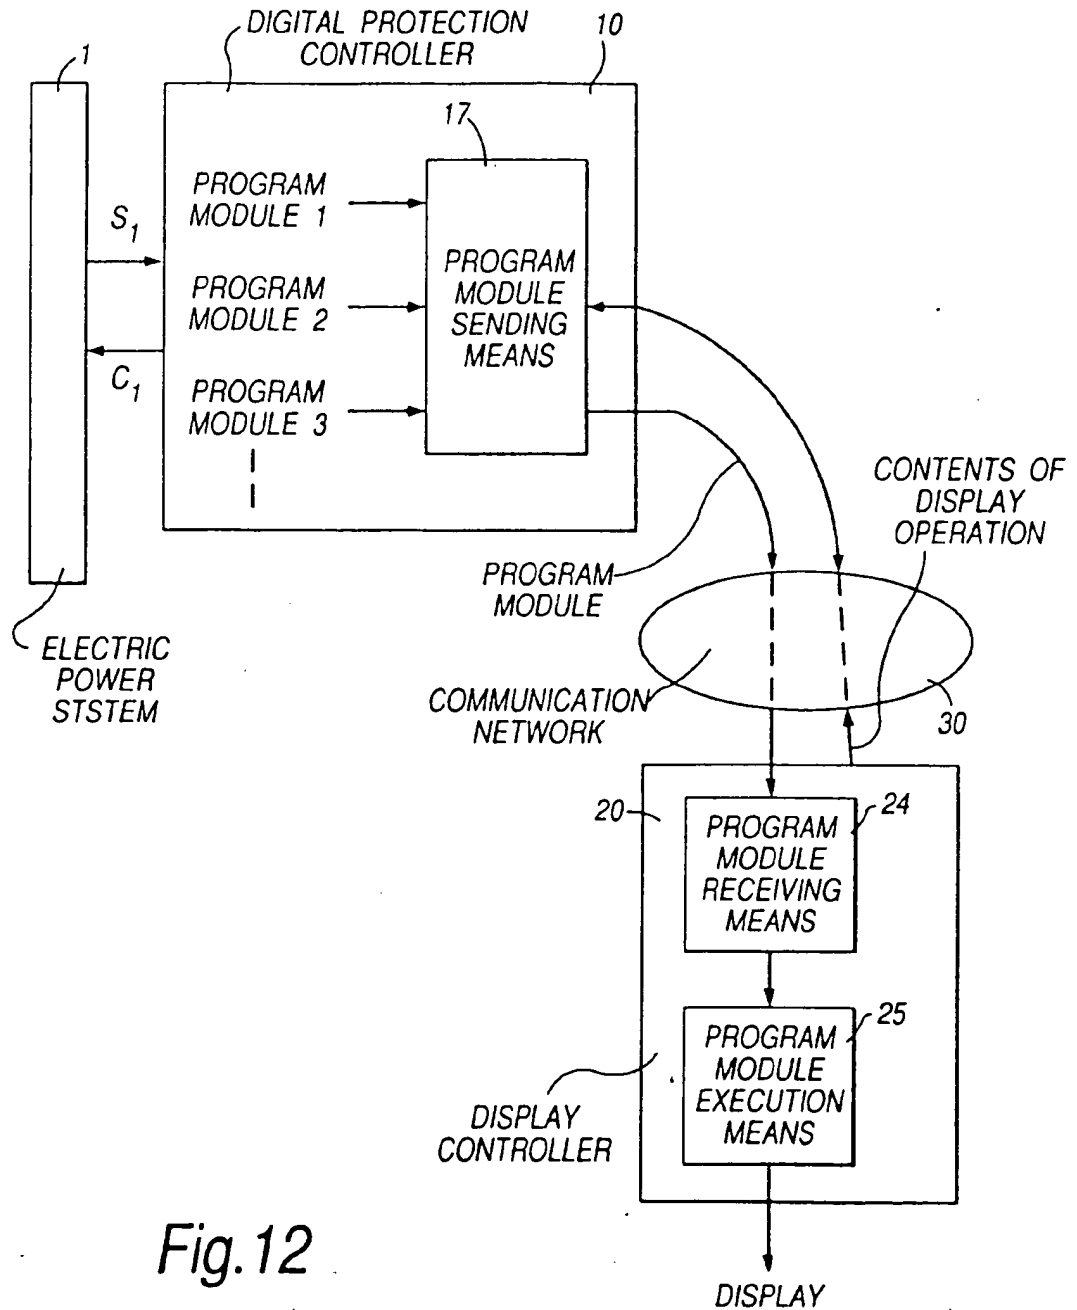 DIGITAL PROTECTION
CONTROLLER
10
1
17
PROGRAM
MODULE 1
S1
PROGRAM
MODULE 2
C1
PROGRAM
MODULE 3
PROGRAM
MODULE
SENDING
MEANS
CONTENTS OF
DISPLAY
OPERATION
PROGRAM
MODULE
ELECTRIC
POWER
STSTEM
COMMUNICATION
NETWORK
30
20
24
PROGRAM
MODULE
RECEIVING
MEANS
25
PROGRAM
MODULE
EXECUTION
MEANS
DISPLAY
CONTROLLER
Fig.12
DISPLAY